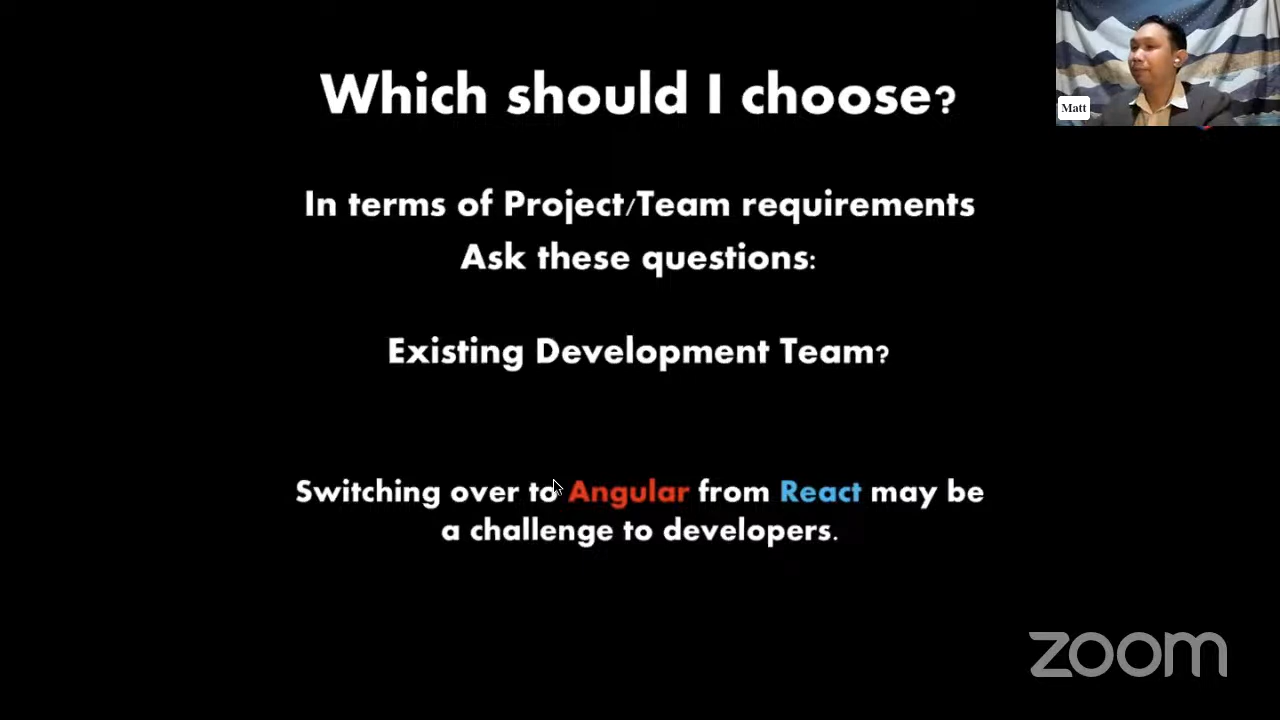 Which should I choose?
Matt
In terms of Project/Team requirements
Ask these questions:
Existing Development Team?
Switching over to Angular from React may be
a challenge to developers.
zoom